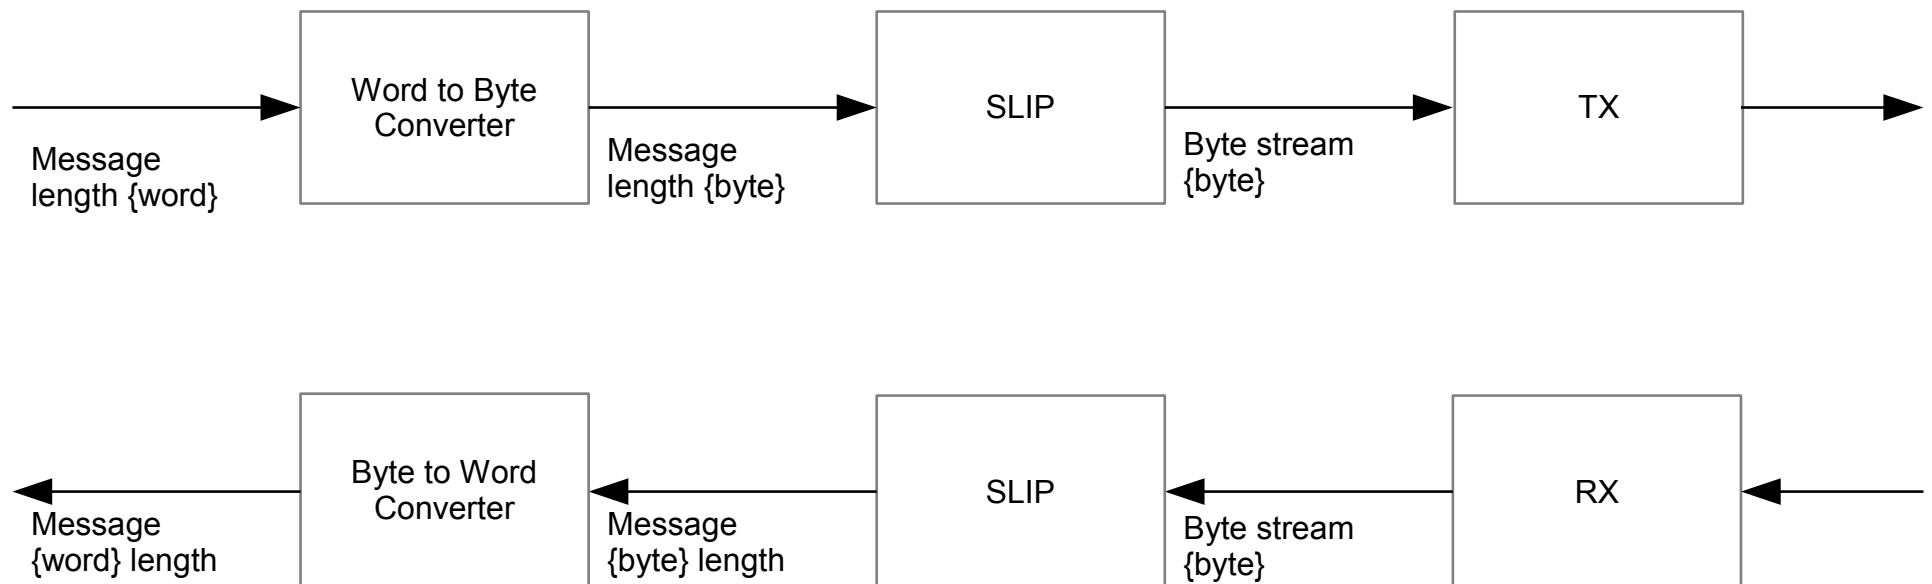 Word to Byte
Converter
SLIP
TX
Message
length {word}
Message
length {byte}
Byte stream
{byte}
Byte to Word
Converter
SLIP
RX
Message
{word} length
Message
{byte} length
Byte stream
{byte}